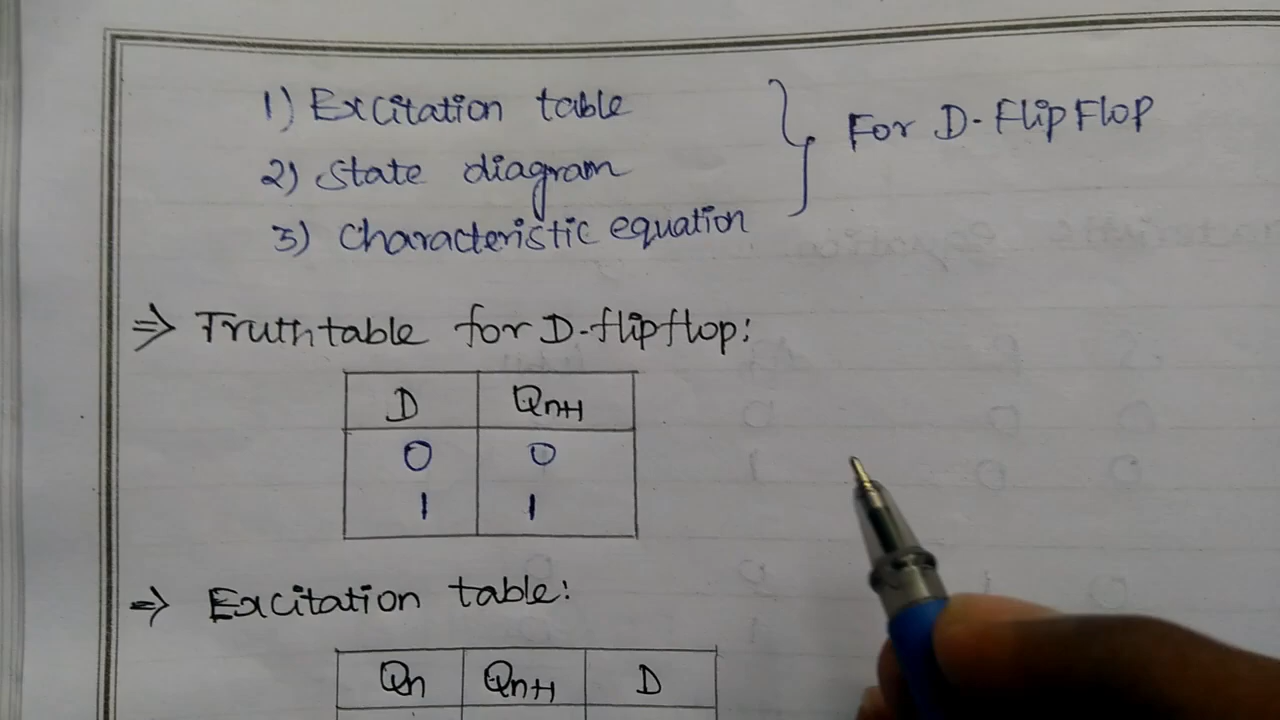 1) Excitation table
2) State diagram
3) Characteristic equation
For D-FlipFlop
⇒ Truthtable for D-flipflop:
D Qn+1
0 0
1 1
⇒ Excitation table:
Qn Qn+1 D